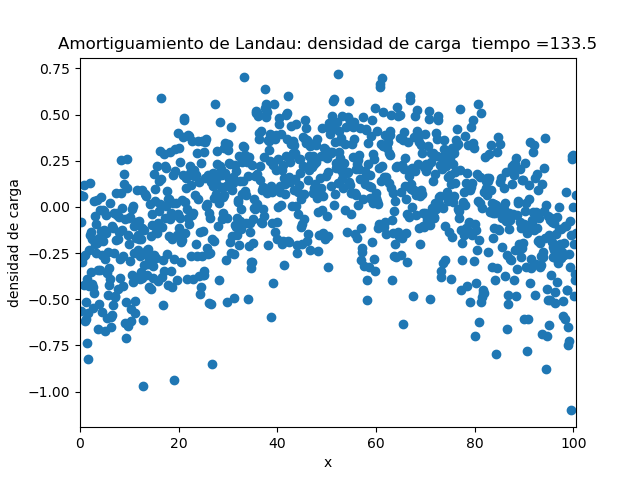 Amortiguamiento de Landau: densidad de carga  tiempo =133.5
0.75
0.50
0.25
0.00
−0.25
−0.50
−0.75
−1.00
densidad de carga
0 20 40 60 80 100
x